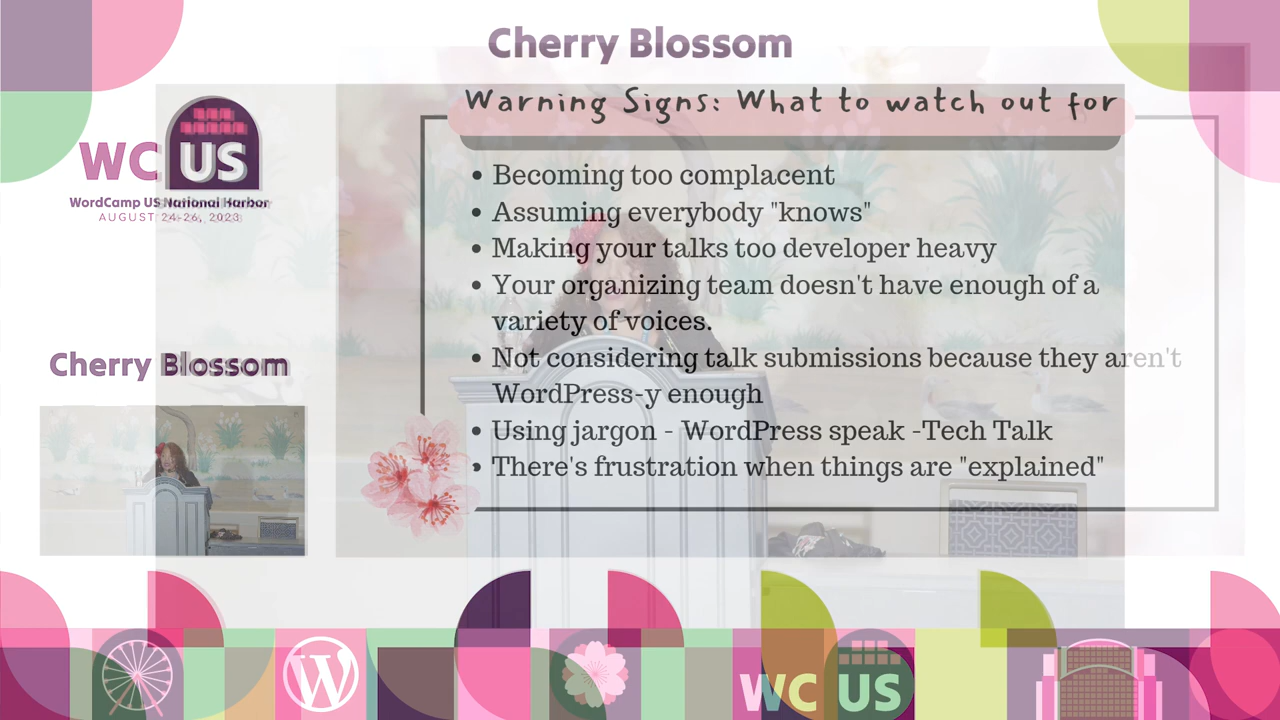 Cherry Blossom
Warning Signs: What to watch out for
WC US
WordCamp US National Harbor
AUGUST 24-26, 2023
• Becoming too complacent
• Assuming everybody "knows"
• Making your talks too developer heavy
• Your organizing team doesn't have enough of a
variety of voices.
• Not considering talk submissions because they aren't
WordPress-y enough
• Using jargon - WordPress speak -Tech Talk
• There's frustration when things are "explained"
Cherry Blossom
W
WC US